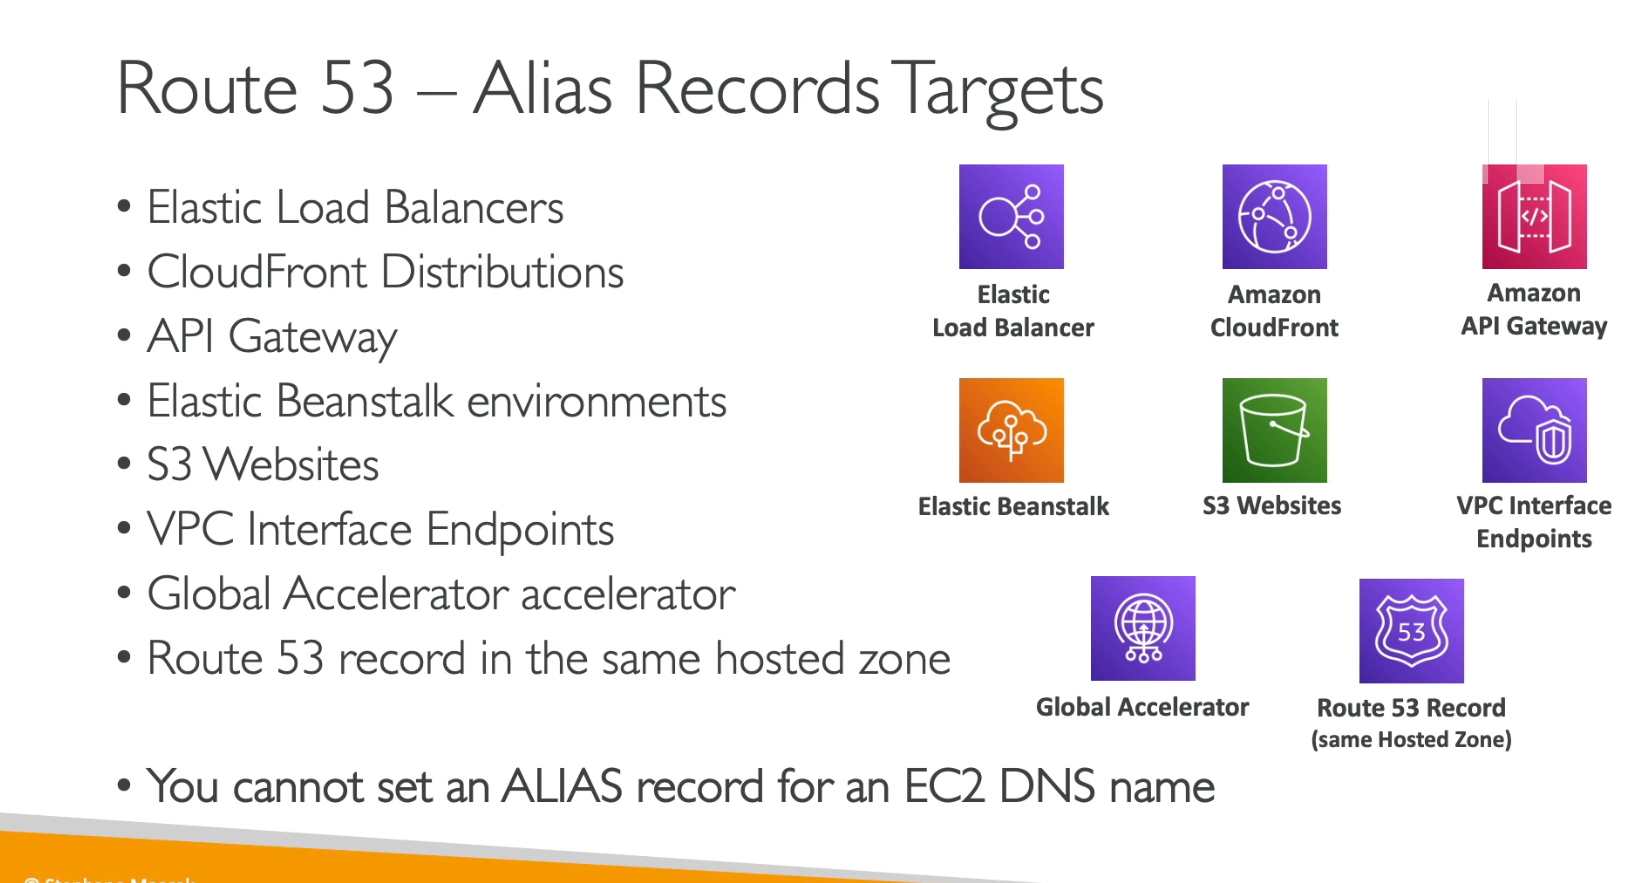 Route 53 – Alias Records Targets
• Elastic Load Balancers
• CloudFront Distributions
• API Gateway
• Elastic Beanstalk environments
• S3 Websites
• VPC Interface Endpoints
• Global Accelerator accelerator
• Route 53 record in the same hosted zone
• You cannot set an ALIAS record for an EC2 DNS name
Elastic
Load Balancer
Amazon
CloudFront
</>
Amazon
API Gateway
Elastic Beanstalk
S3 Websites
VPC Interface
Endpoints
Global Accelerator
53
Route 53 Record
(same Hosted Zone)